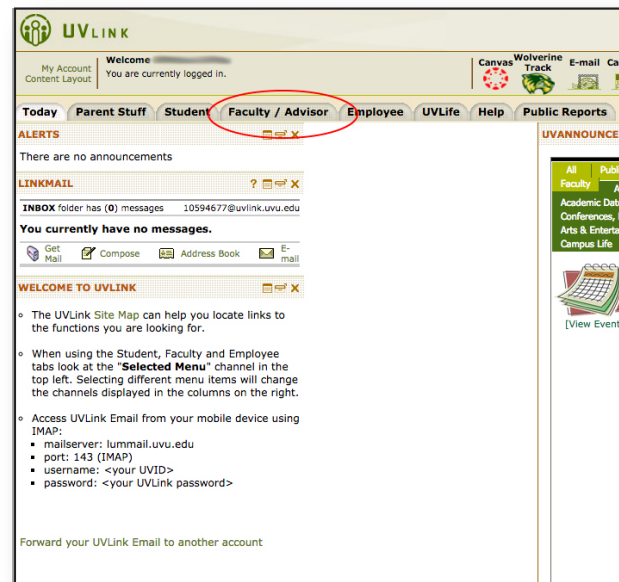 UVLINK
My Account
Content Layout
Welcome
You are currently logged in.
Canvas
Wolverine
Track
E-mail
Ca
Today
Parent Stuff
Student
Faculty / Advisor
Employee
UVLife
Help
Public Reports
ALERTS
There are no announcements
LINKMAIL
?
INBOX folder has (0) messages 10594677@uvlink.uvu.edu
You currently have no messages.
Get
Mail
Compose
Address Book
E-
mail
WELCOME TO UVLINK
The UVLink Site Map can help you locate links to
the functions you are looking for.
When using the Student, Faculty and Employee
tabs look at the "Selected Menu" channel in the
top left. Selecting different menu items will change
the channels displayed in the columns on the right.
Access UVLink Email from your mobile device using
IMAP:
mailserver: lummail.uvu.edu
port: 143 (IMAP)
username: <your UVID>
password: <your UVLink password>
Forward your UVLink Email to another account
UVANNOUNCE
All
Publi
Faculty
A
Academic Dat
Conferences,
Arts & Enterta
Campus Life
[View Event